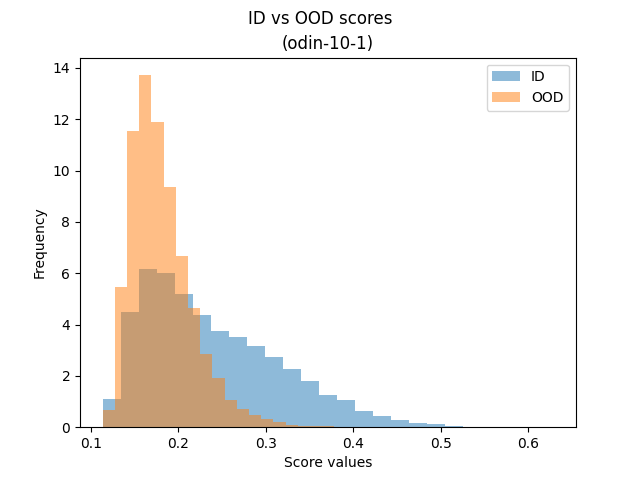 ID vs OOD scores
(odin-10-1)
ID
OOD
14
12
10
8
6
4
2
0
Frequency
0.1 0.2 0.3 0.4 0.5 0.6
Score values